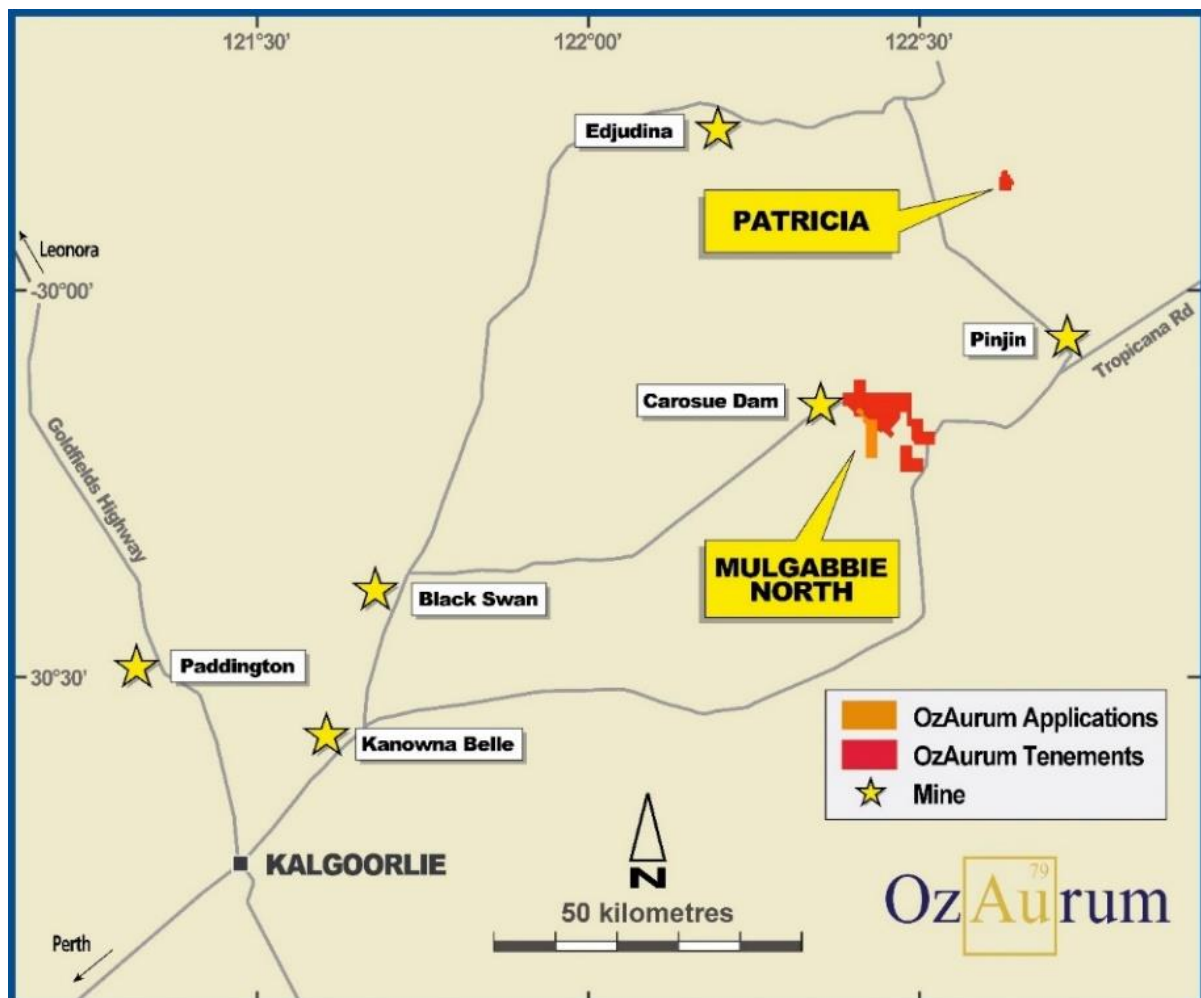 121°30'
122°00'
122°30'
Edjudina
PATRICIA
Leonora
-30°00'
Pinjin
Tropicana Rd
Carosue Dam
Goldfields Highway
MULGABBIE
NORTH
Black Swan
Paddington
30°30'
Kanowna Belle
OzAurum Applications
OzAurum Tenements
Mine
KALGOORLIE
N
50 kilometres
79
OzAurum
Perth